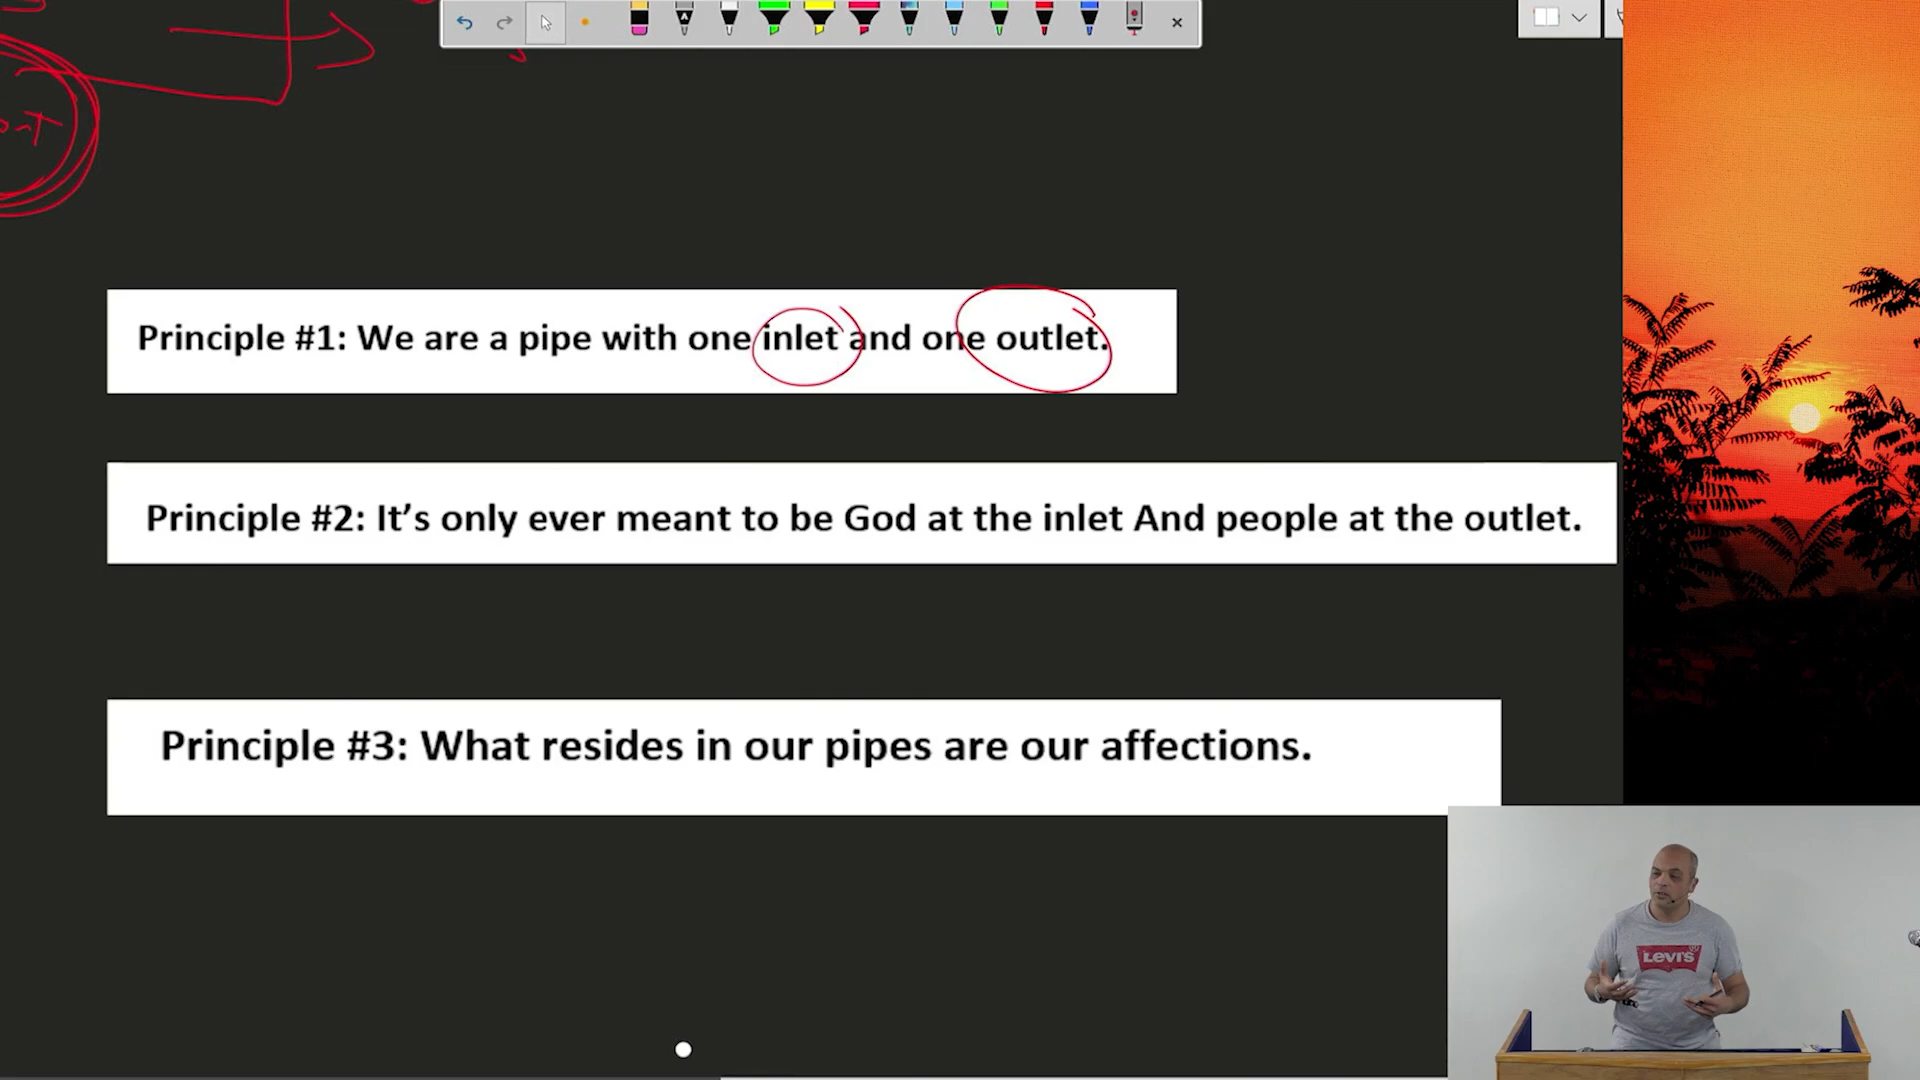 Principle #1: We are a pipe with one inlet and one outlet.
Principle #2: It's only ever meant to be God at the inlet And people at the outlet.
Principle #3: What resides in our pipes are our affections.
LEVI'S